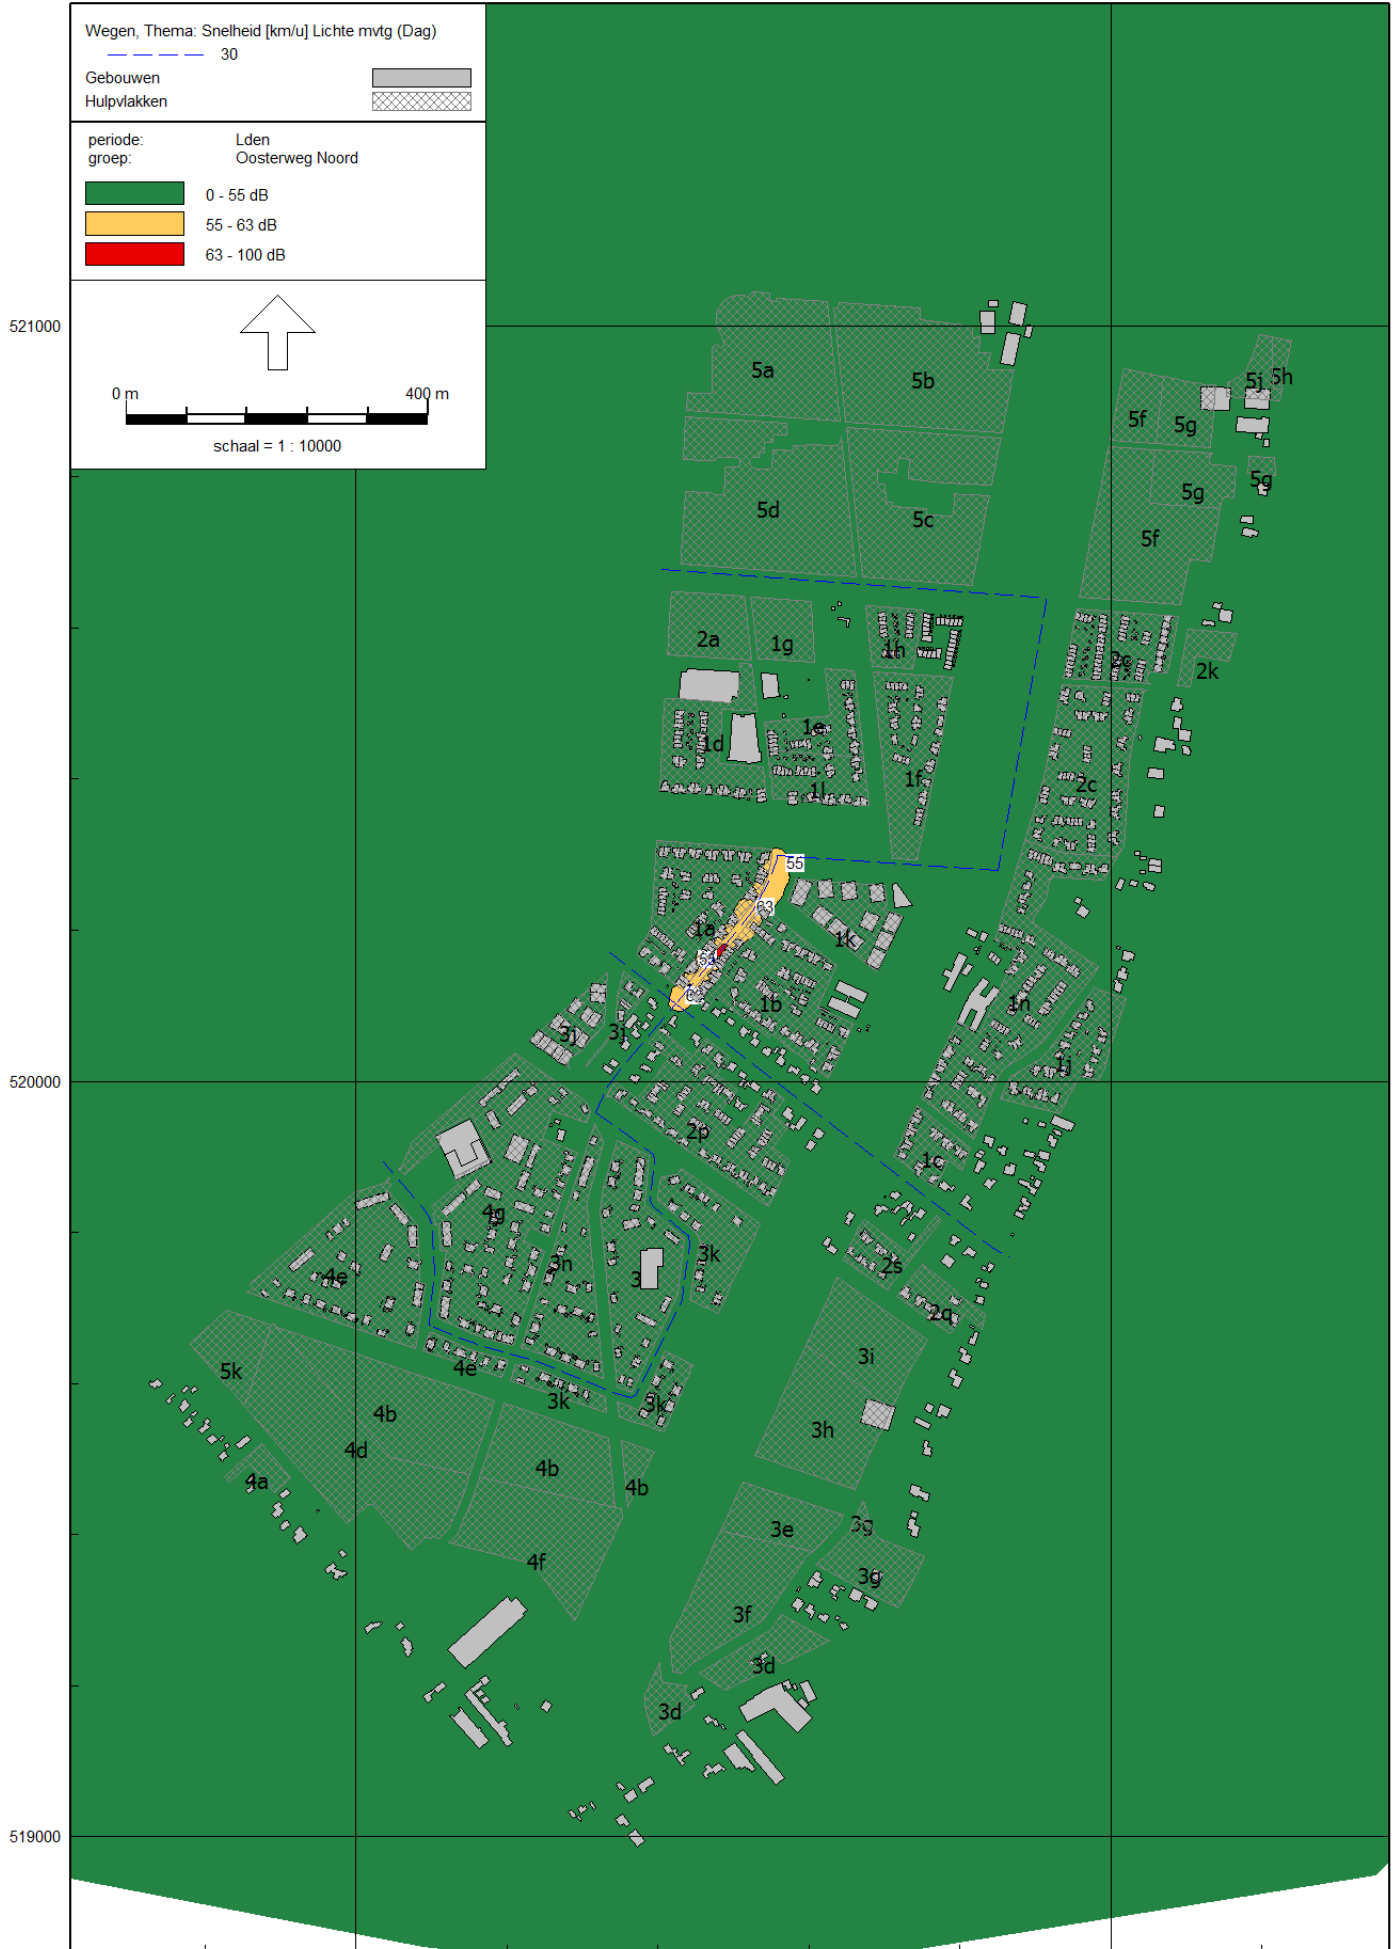 Wegen, Thema: Snelheid [km/u] Lichte mvtg (Dag)
30
Gebouwen
Hulpvlakken
periode: Lden
groep: Oosterweg Noord
0 - 55 dB
55 - 63 dB
63 - 100 dB
0 m 400 m
schaal = 1 : 10000
521000
5a
5b
5j
5h
5f
5g
5g
5g
5d
5c
5f
2a
1g
1h
2c
2k
1d
1e
1f
1l
2c
55
63
1a
1k
1b
1n
3j
3j
1j
520000
2p
1c
4g
3n
3k
4e
2s
2q
3i
5k
4e
3k
3k
4b
4d
3h
4a
4b
4b
3e
3g
4f
3g
3f
3d
3d
519000